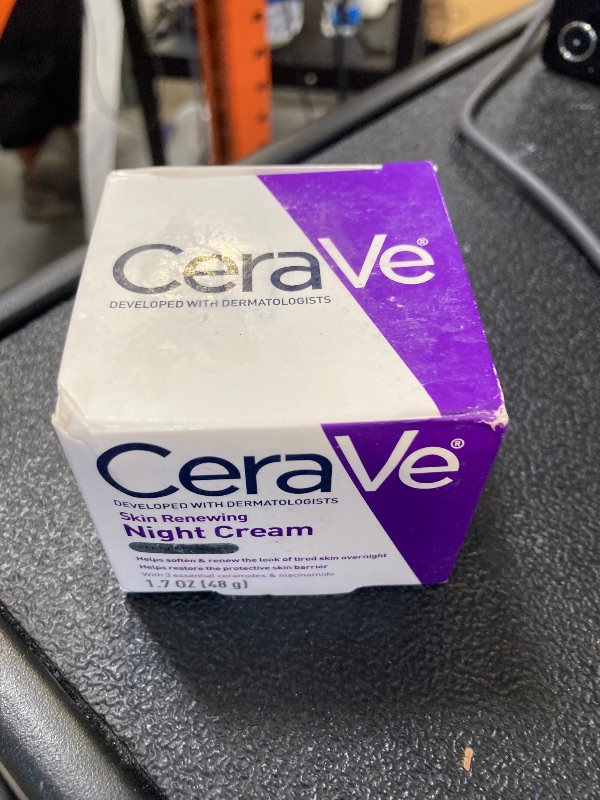 CeraVe®
DEVELOPED WITH DERMATOLOGISTS
CeraVe®
DEVELOPED WITH DERMATOLOGISTS
Skin Renewing
Night Cream
Helps soften & renew the look of tired skin overnight
Helps restore the protective skin barrier
With 3 essential ceramides & niacinamide
1.7 OZ (48 g)